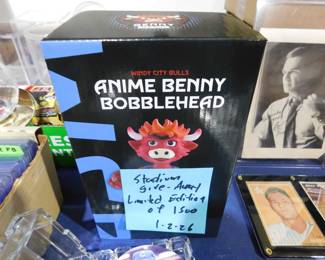 WINDY CITY BULLS
ANIME BENNY
BOBBLEHEAD
Stadium
Give-Away
Limited Edition
of 1500
1-2-26